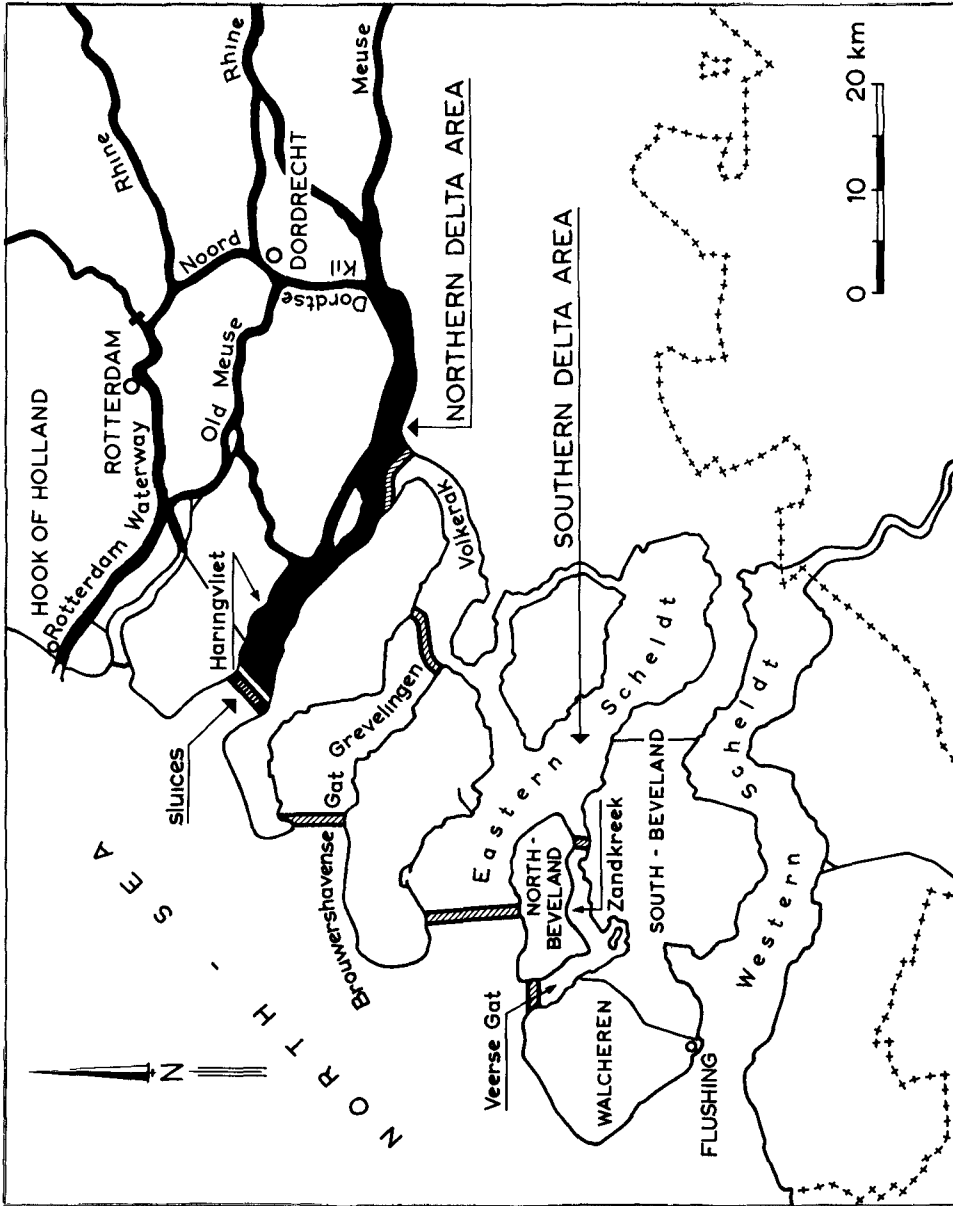 HOOK OF HOLLAND
Rotterdam Waterway
ROTTERDAM
Rhine
Noord
Rhine
DORDRECHT
Meuse
Old Meuse
Dordtse
Kil
Haringvliet
sluices
NORTHERN DELTA AREA
Volkerak
Grevelingen
Brouwershavense Gat
NORTH - SEA
N
SOUTHERN DELTA AREA
Eastern Scheldt
NORTH -
BEVELAND
Zandkreek
Veerse Gat
WALCHEREN
SOUTH - BEVELAND
FLUSHING
Western Scheldt
0 10 20 km